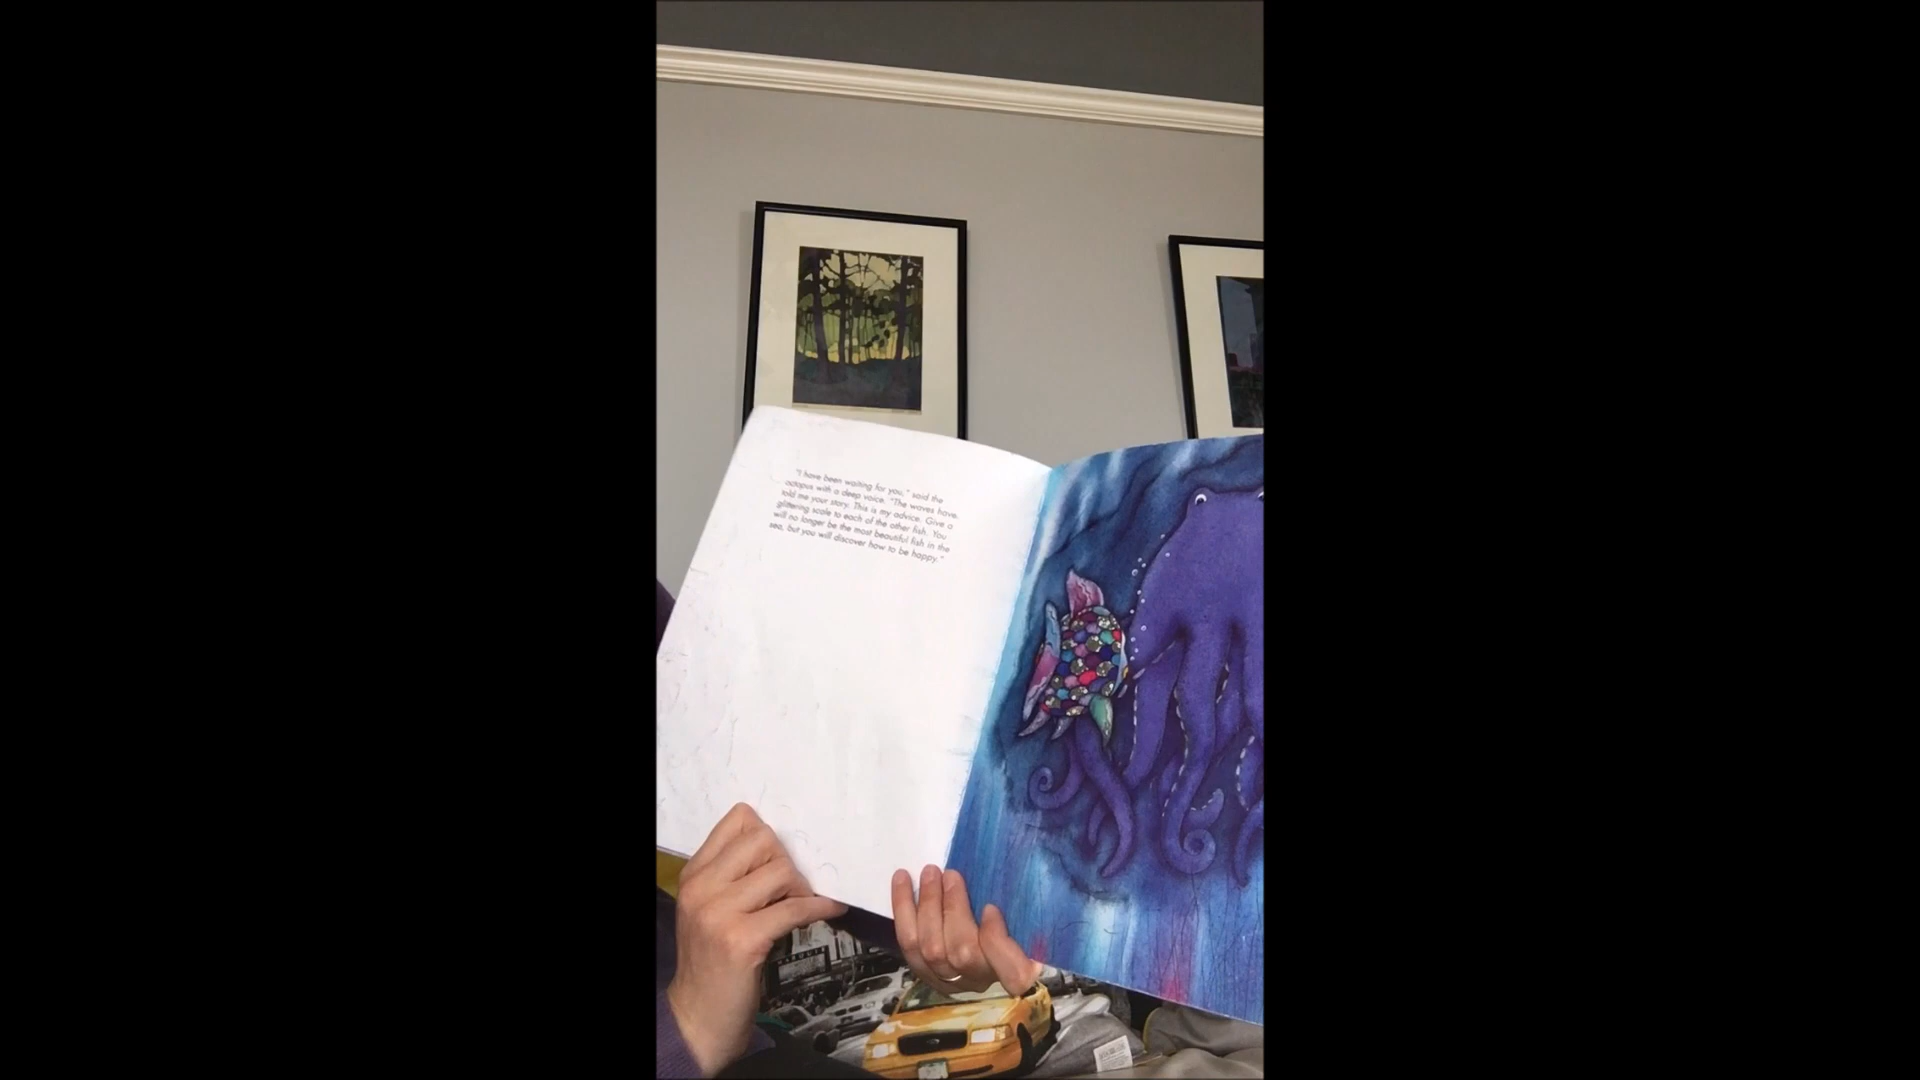 "I have been waiting for you," said the
octopus with a deep voice. "The waves have
told me your story. This is my advice. Give a
glittering scale to each of the other fish. You
will no longer be the most beautiful fish in the
sea, but you will discover how to be happy."
MARQUIS